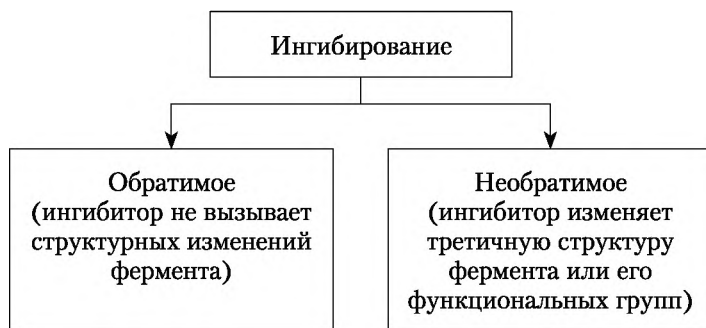 Ингибирование
Обратимое
(ингибитор не вызывает
структурных изменений
фермента)
Необратимое
(ингибитор изменяет
третичную структуру
фермента или его
функциональных групп)